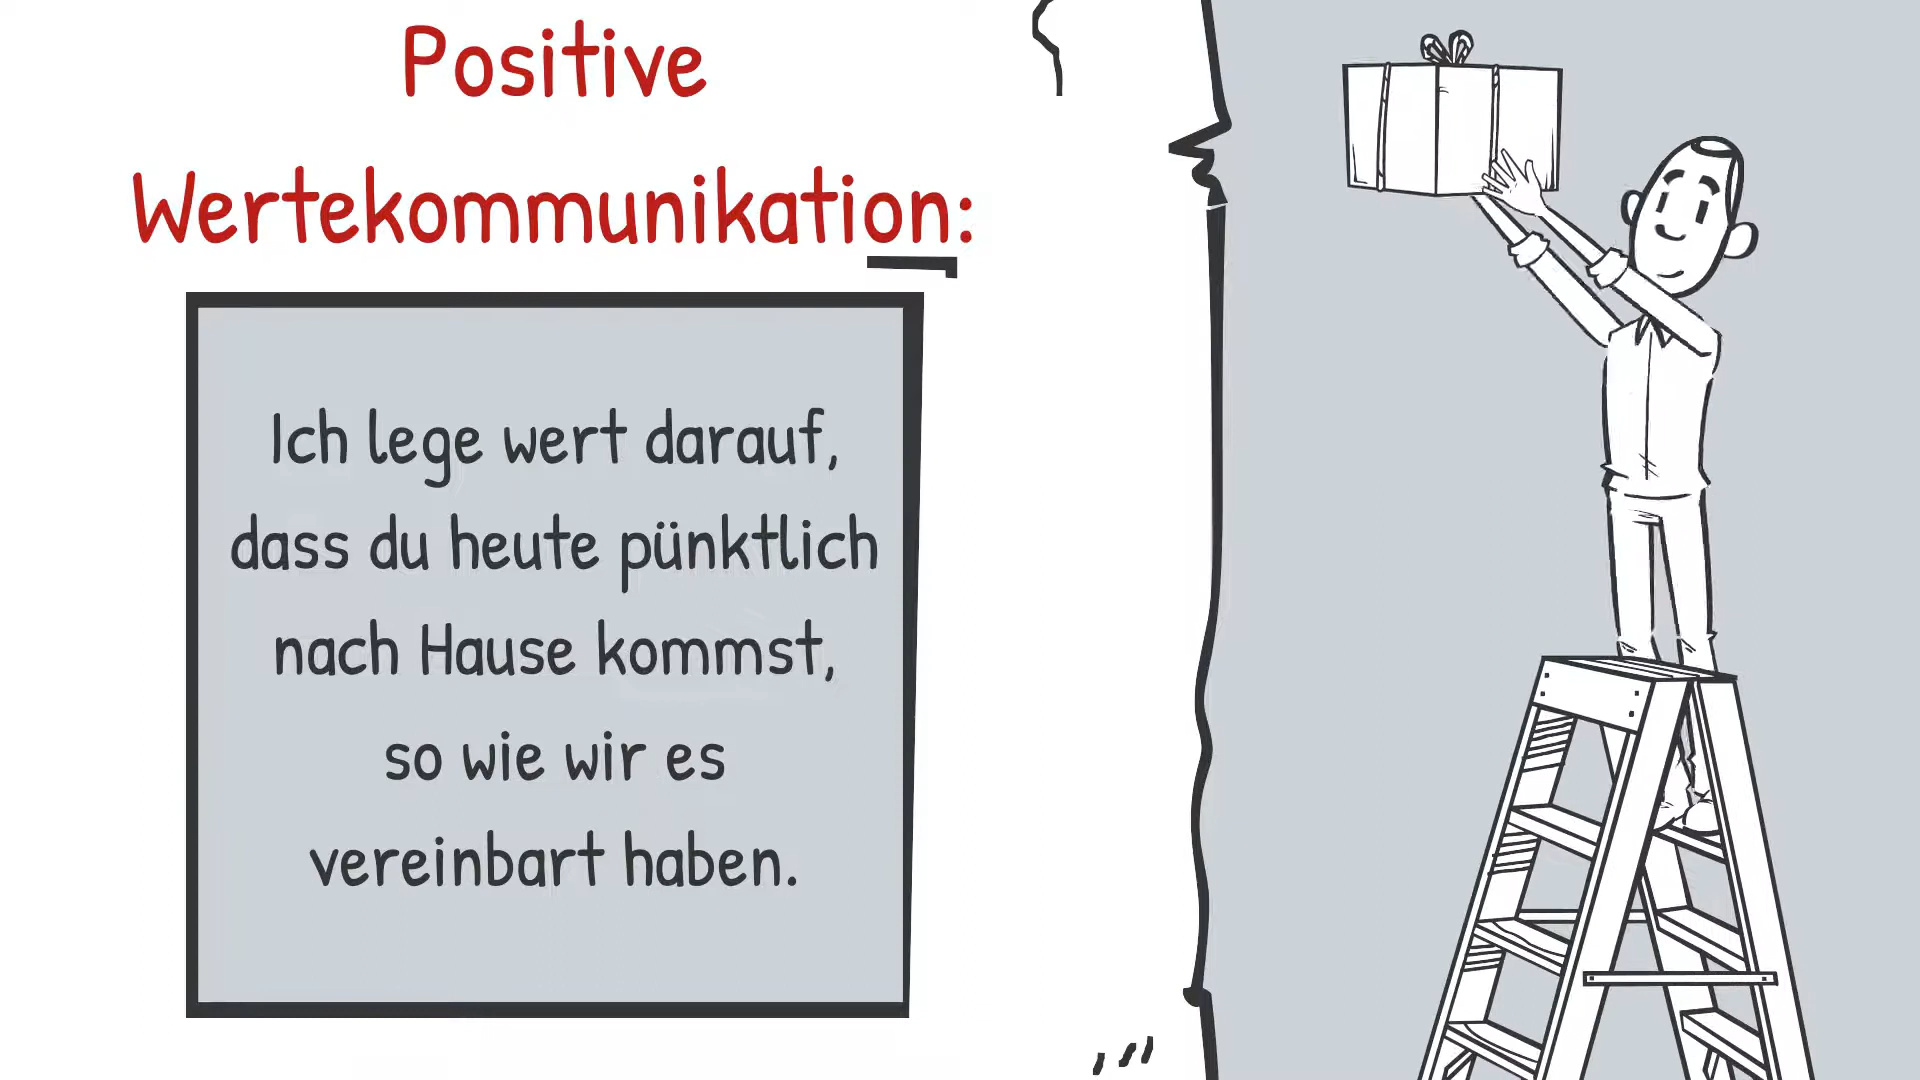 Positive
Wertekommunikation:
Ich lege wert darauf,
dass du heute pünktlich
nach Hause kommst,
so wie wir es
vereinbart haben.